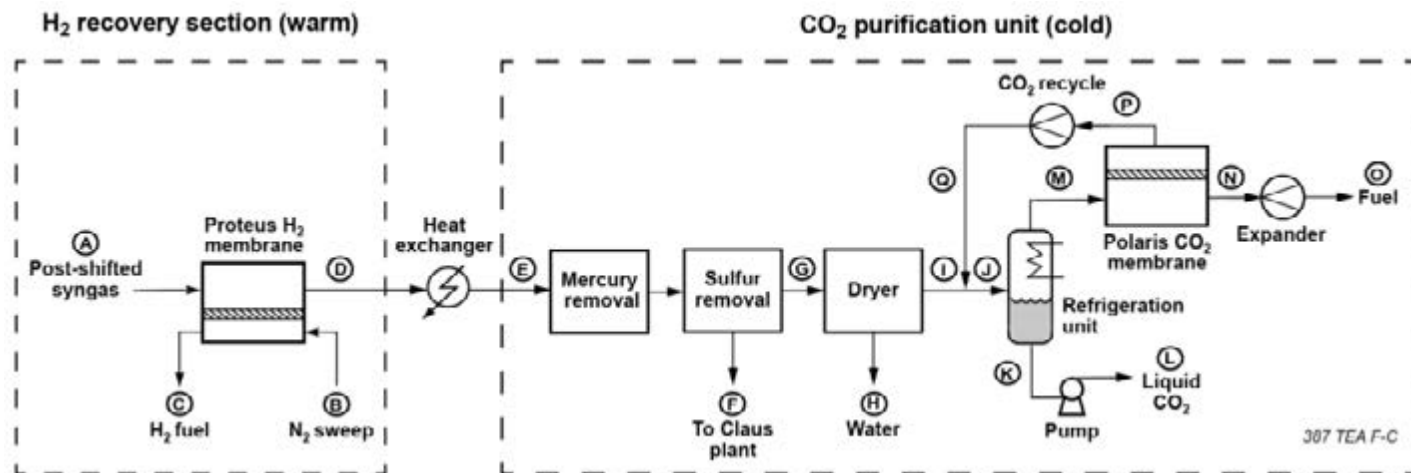 H₂ recovery section (warm)
CO₂ purification unit (cold)
CO₂ recycle
P
Q
M
N
O
Fuel
Expander
Polaris CO₂
membrane
A
Post-shifted
syngas
Proteus H₂
membrane
D
Heat
exchanger
E
Mercury
removal
Sulfur
removal
G
Dryer
I
J
Refrigeration
unit
K
L
Liquid
CO₂
Pump
C
H₂ fuel
B
N₂ sweep
F
To Claus
plant
H
Water
387 TEA F-C